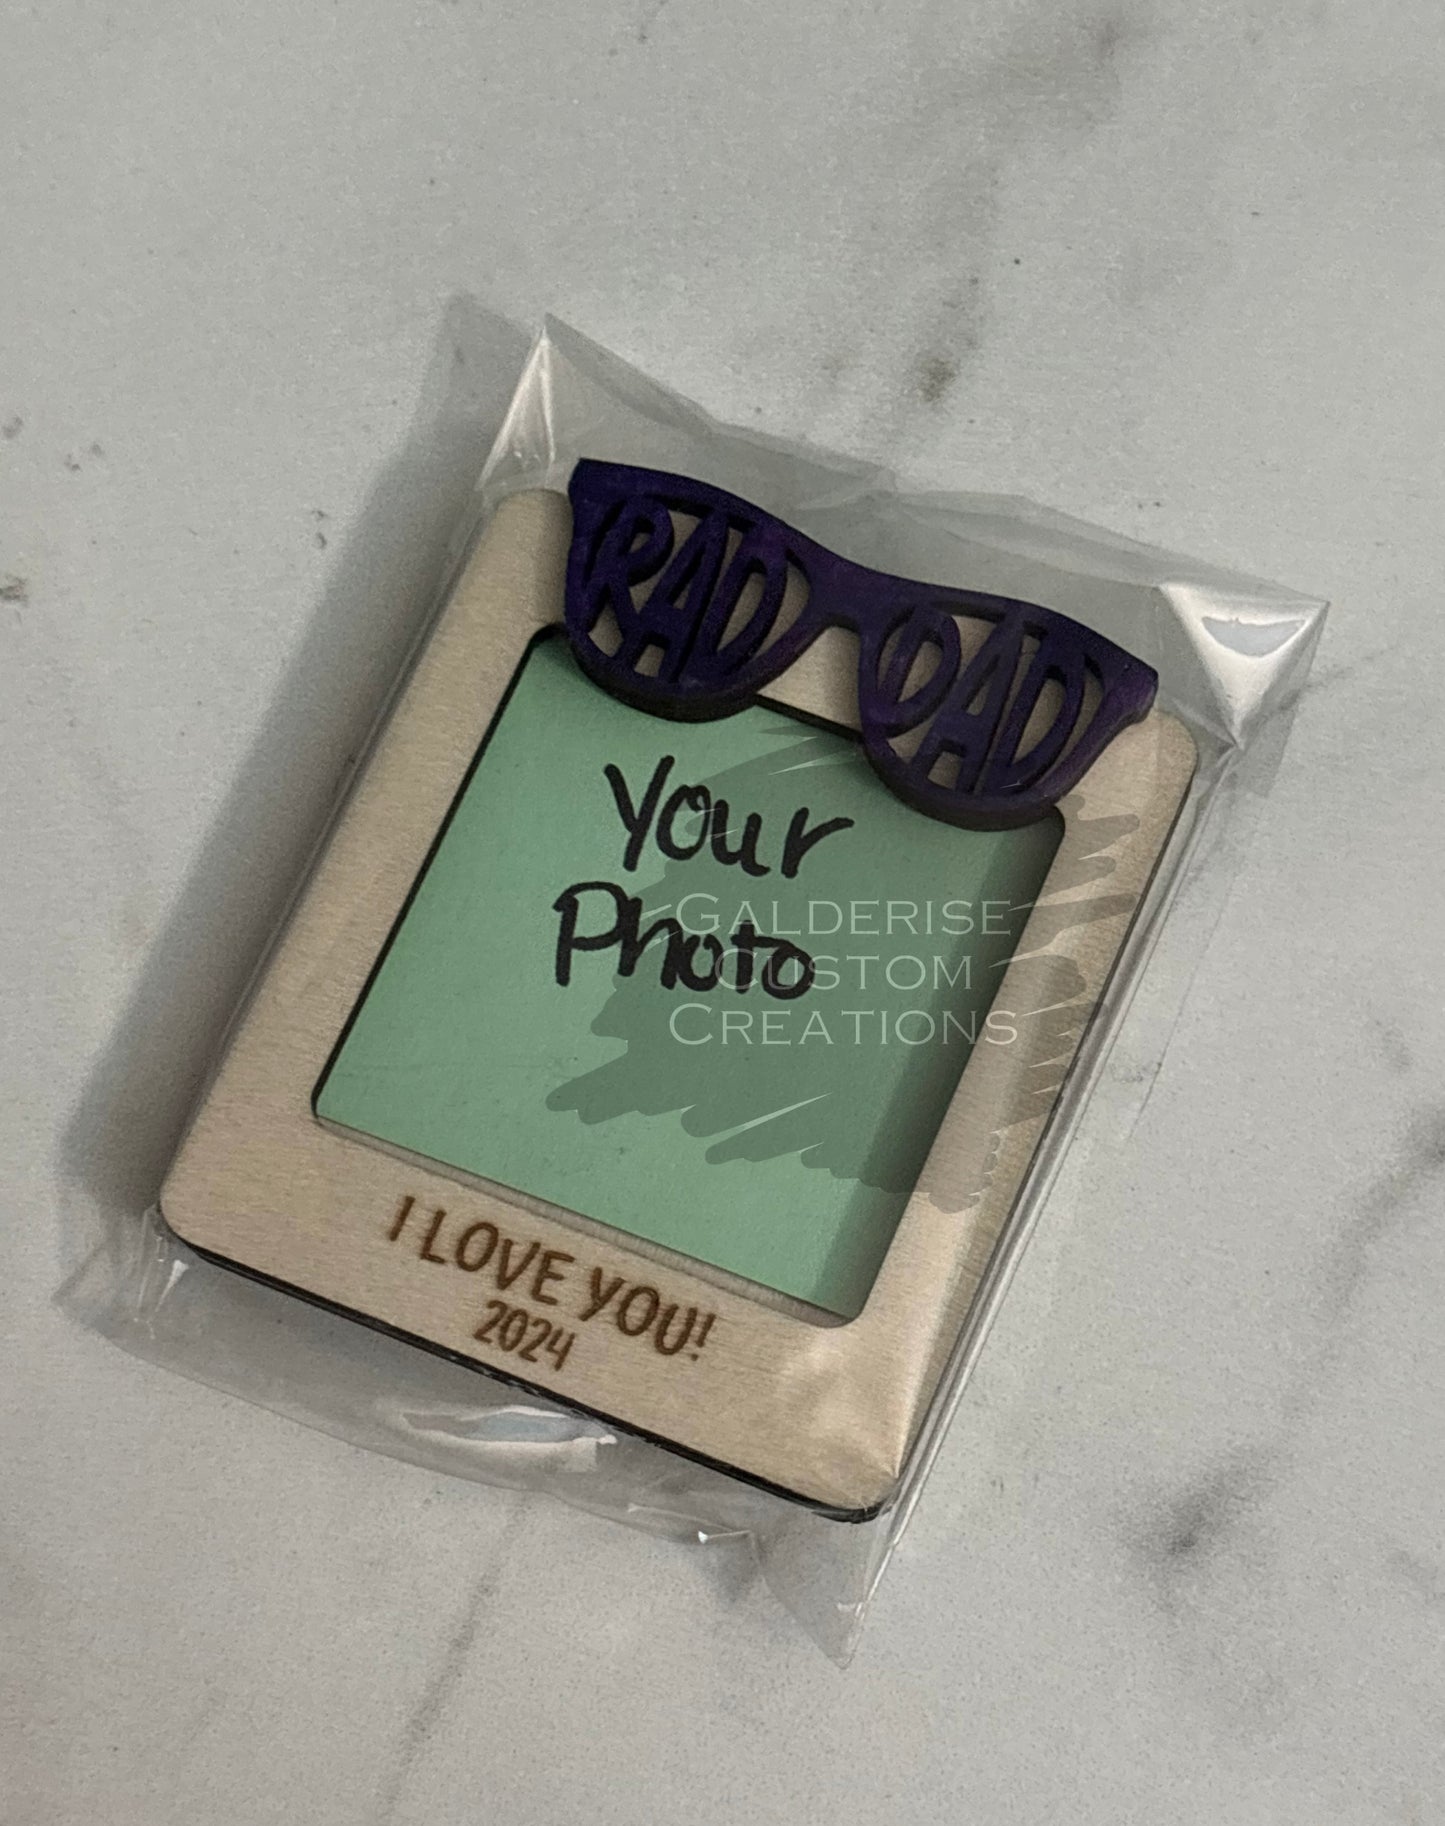 RAD DAD
Your
Photo
GALDERISE
CUSTOM
CREATIONS
I LOVE YOU!
2024